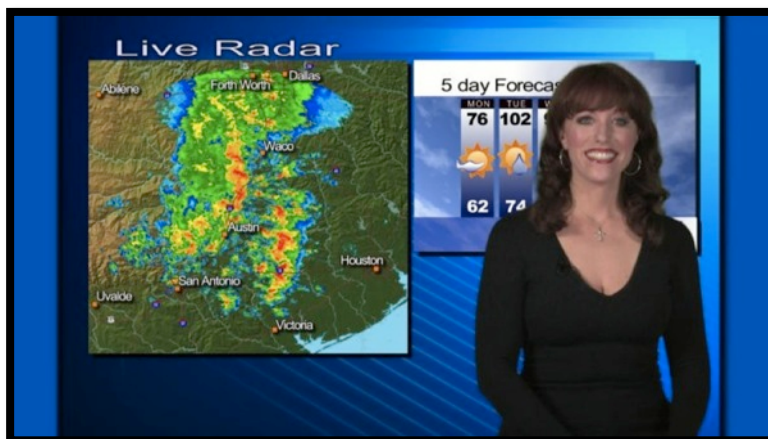 Live Radar
Abilene
Forth Worth
Dallas
Waco
Austin
San Antonio
Houston
Uvalde
Victoria
5 day Forecas
MON TUE W
76 102
62 74